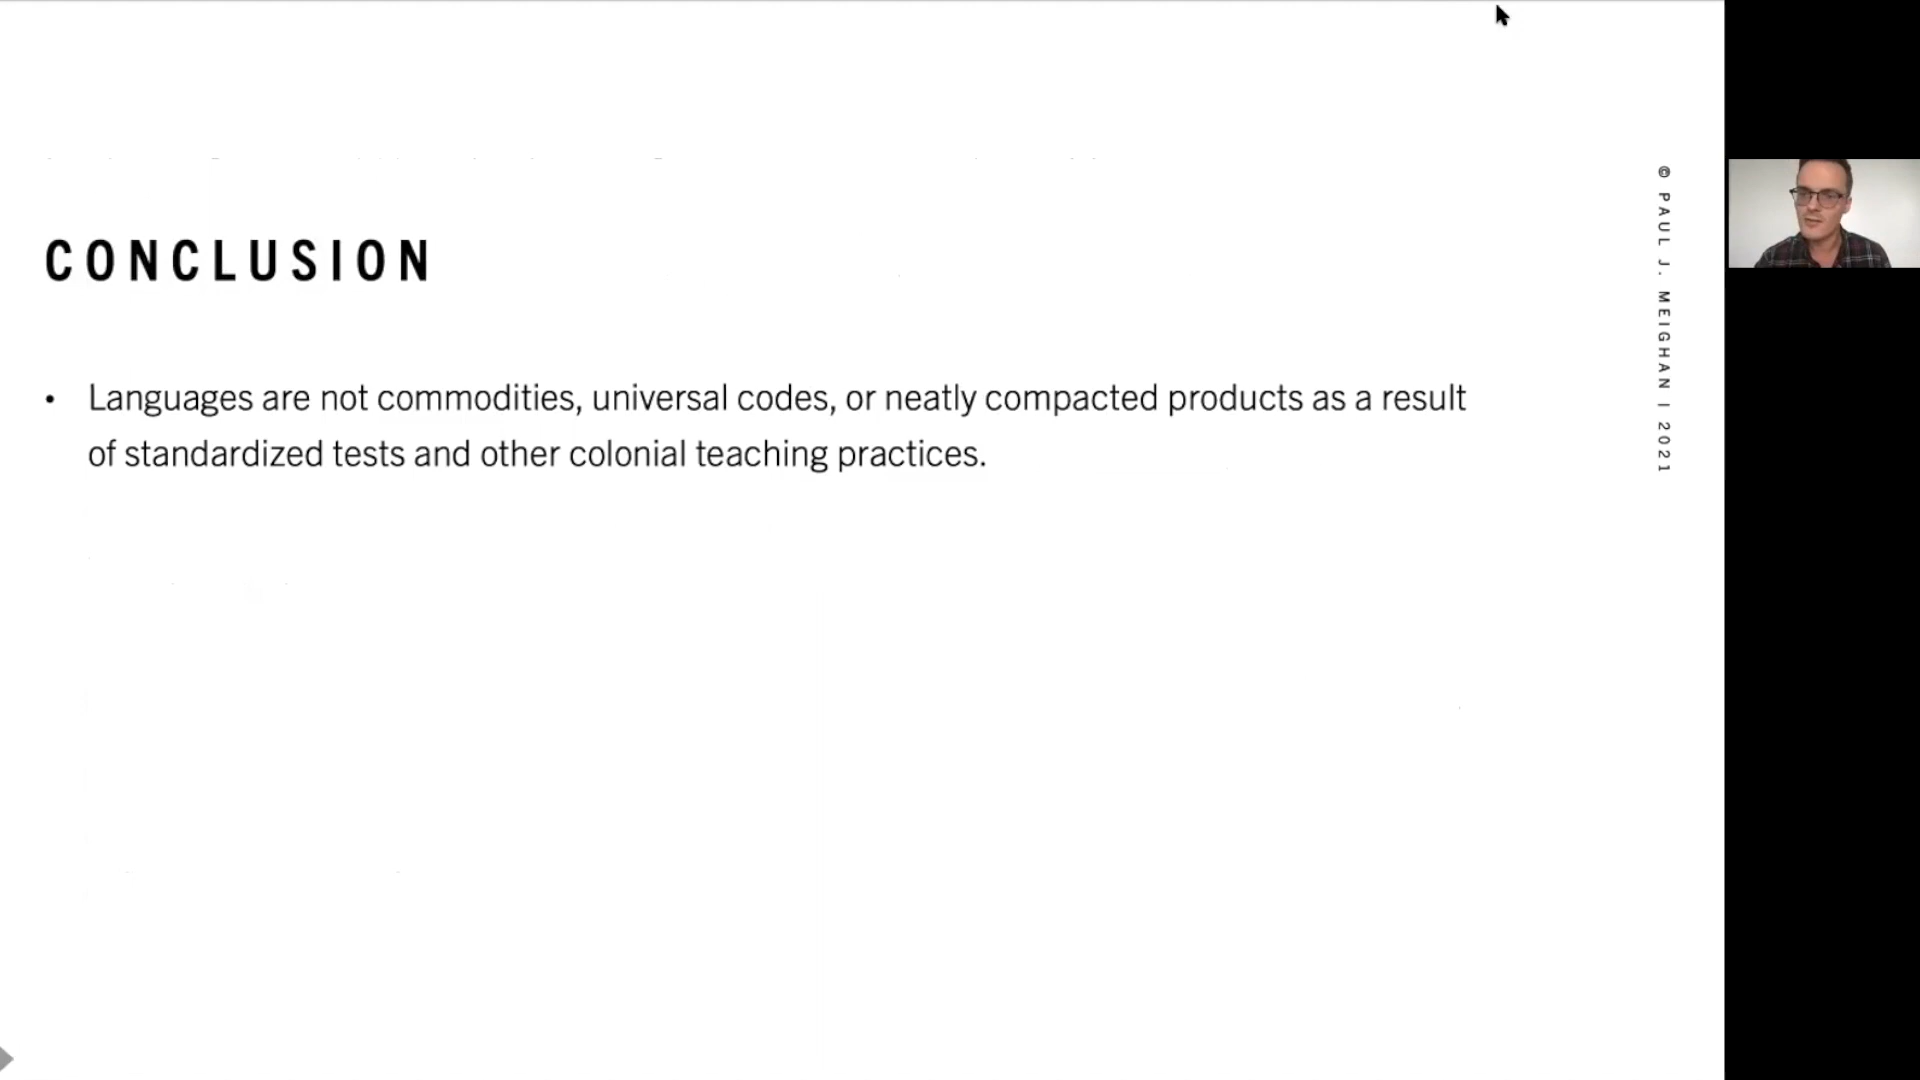 CONCLUSION
• Languages are not commodities, universal codes, or neatly compacted products as a result
of standardized tests and other colonial teaching practices.
© PAUL J. MEIGHAN | 2021